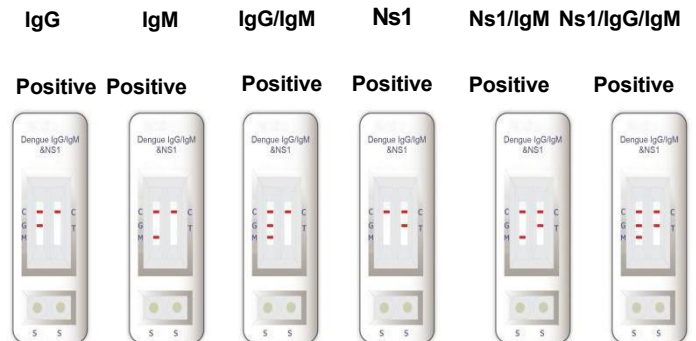 IgG IgM IgG/IgM Ns1 Ns1/IgM Ns1/IgG/IgM
Positive Positive Positive Positive Positive Positive
Dengue IgG/IgM Dengue IgG/IgM Dengue IgG/IgM Dengue IgG/IgM Dengue IgG/IgM Dengue IgG/IgM
&NS1 &NS1 &NS1 &NS1 &NS1 &NS1
C C C C C C C C C C C C
G T G T G T G T G T G T
M M M M M M
S S S S S S S S S S S S